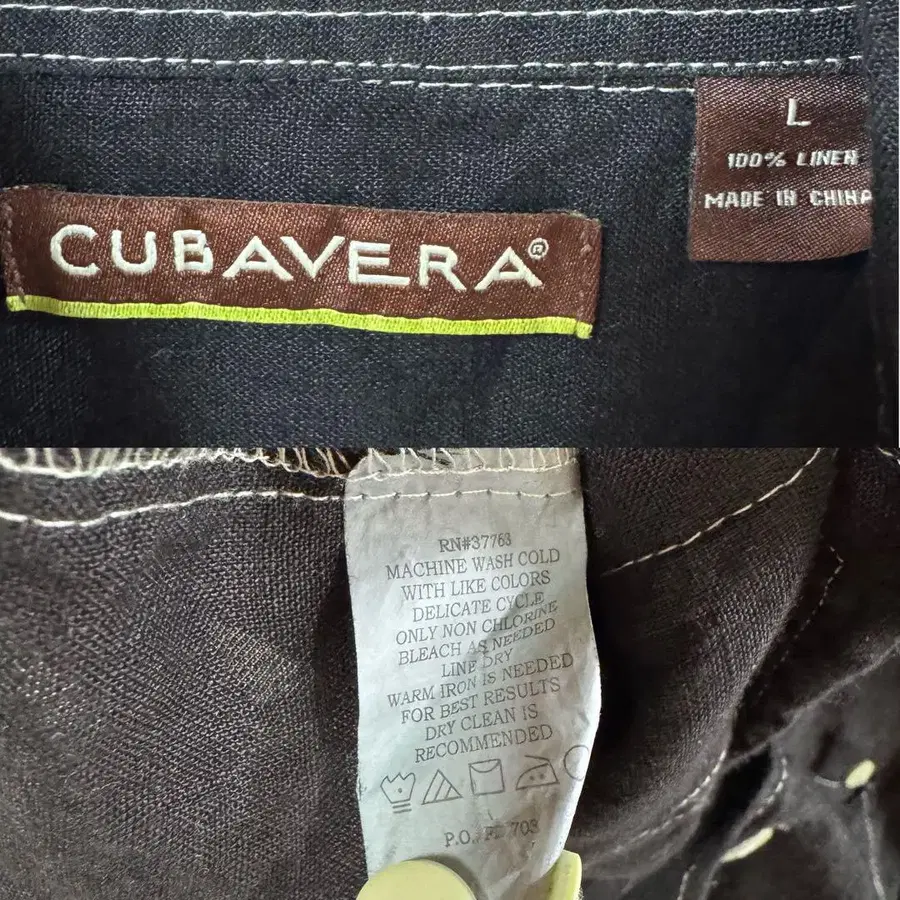 CUBAVERA®
L
100% LINEN
MADE IN CHINA
RN#37763
MACHINE WASH COLD
WITH LIKE COLORS
DELICATE CYCLE
ONLY NON CHLORINE
BLEACH AS NEEDED
LINE DRY
WARM IRON IS NEEDED
FOR BEST RESULTS
DRY CLEAN IS
RECOMMENDED
P.O.